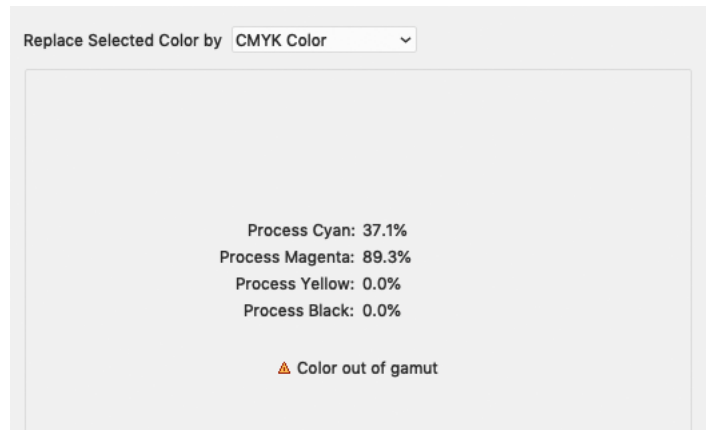 Replace Selected Color by CMYK Color
Process Cyan: 37.1%
Process Magenta: 89.3%
Process Yellow: 0.0%
Process Black: 0.0%
Color out of gamut